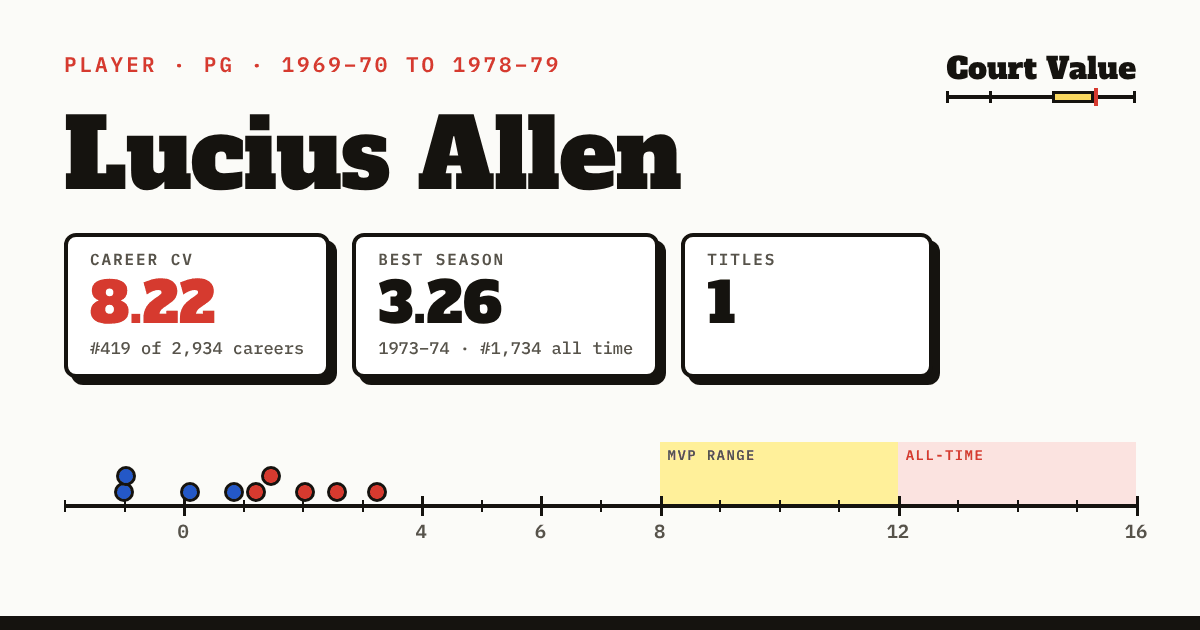 PLAYER · PG · 1969–70 TO 1978–79
Court Value
Lucius Allen
CAREER CV
8.22
#419 of 2,934 careers
BEST SEASON
3.26
1973–74 · #1,734 all time
TITLES
1
MVP RANGE
ALL-TIME
0 4 6 8 12 16